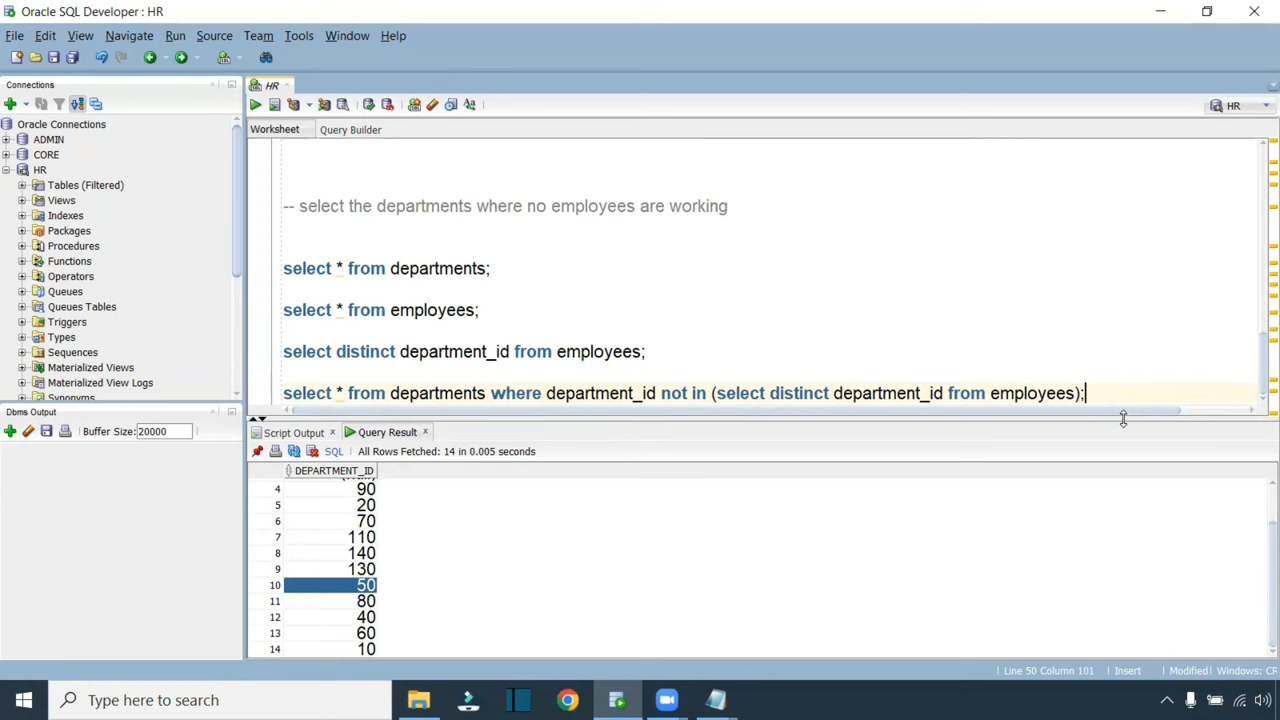 Oracle SQL Developer: HR
File Edit View Navigate Run Source Team Tools Window Help
Connections
Oracle Connections
ADMIN
CORE
HR
Tables (Filtered)
Views
Indexes
Packages
Procedures
Functions
Operators
Queues
Queues Tables
Triggers
Types
Sequences
Materialized Views
Materialized View Logs
Synonyms
Dbms Output
Buffer Size: 20000
HR
HR
Worksheet Query Builder
-- select the departments where no employees are working
select * from departments;
select * from employees;
select distinct department_id from employees;
select * from departments where department_id not in (select distinct department_id from employees);
Script Output Query Result
SQL All Rows Fetched: 14 in 0.005 seconds
DEPARTMENT_ID
4 90
5 20
6 70
7 110
8 140
9 130
10 50
11 80
12 40
13 60
14 10
Line 50 Column 101 Insert Modified Windows: CR
Type here to search